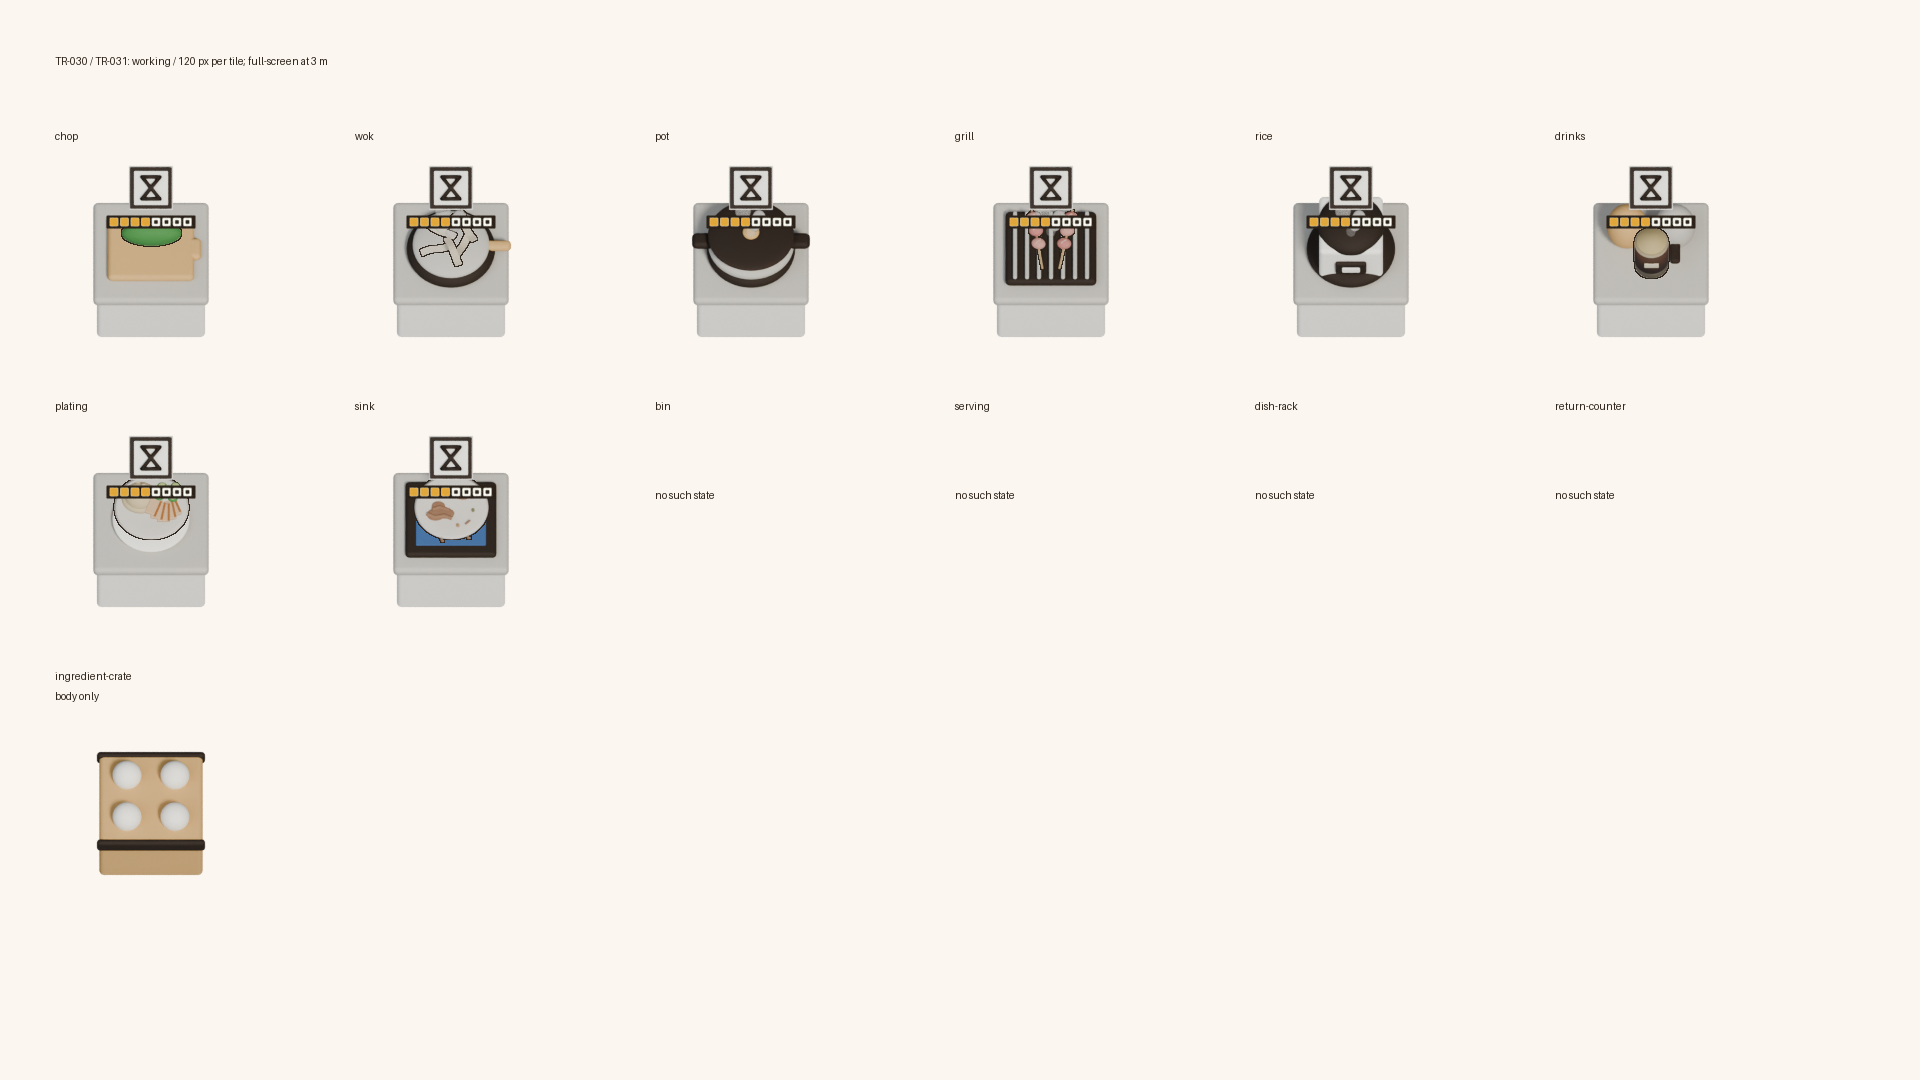 TR-030 / TR-031: working / 120 px per tile; full-screen at 3 m
chop
wok
pot
grill
rice
drinks
plating
sink
bin
serving
dish-rack
return-counter
no such state
no such state
no such state
no such state
ingredient-crate
body only